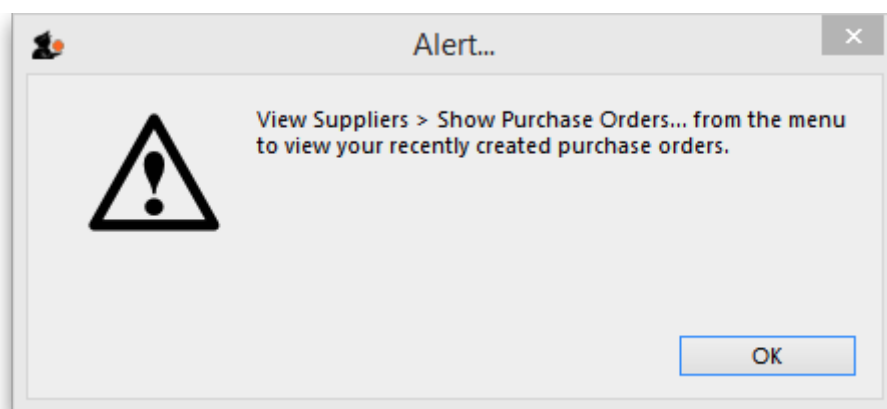 Alert...
View Suppliers > Show Purchase Orders... from the menu
to view your recently created purchase orders.
OK